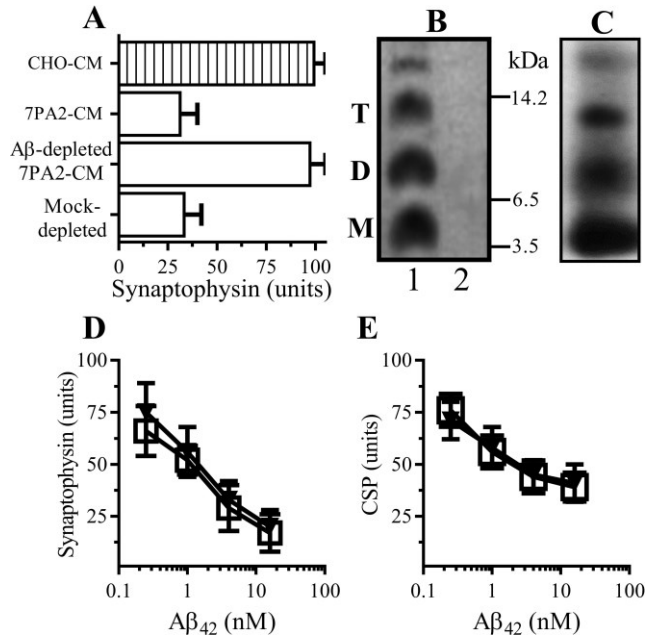 A
CHO-CM
7PA2-CM
Aβ-depleted
7PA2-CM
Mock-
depleted
0 25 50 75 100
Synaptophysin (units)
B
kDa
14.2
T
D
6.5
M
3.5
1 2
C
D
100
75
50
25
Synaptophysin (units)
0.1 1 10 100
Aβ42 (nM)
E
100
75
50
25
CSP (units)
0.1 1 10 100
Aβ42 (nM)